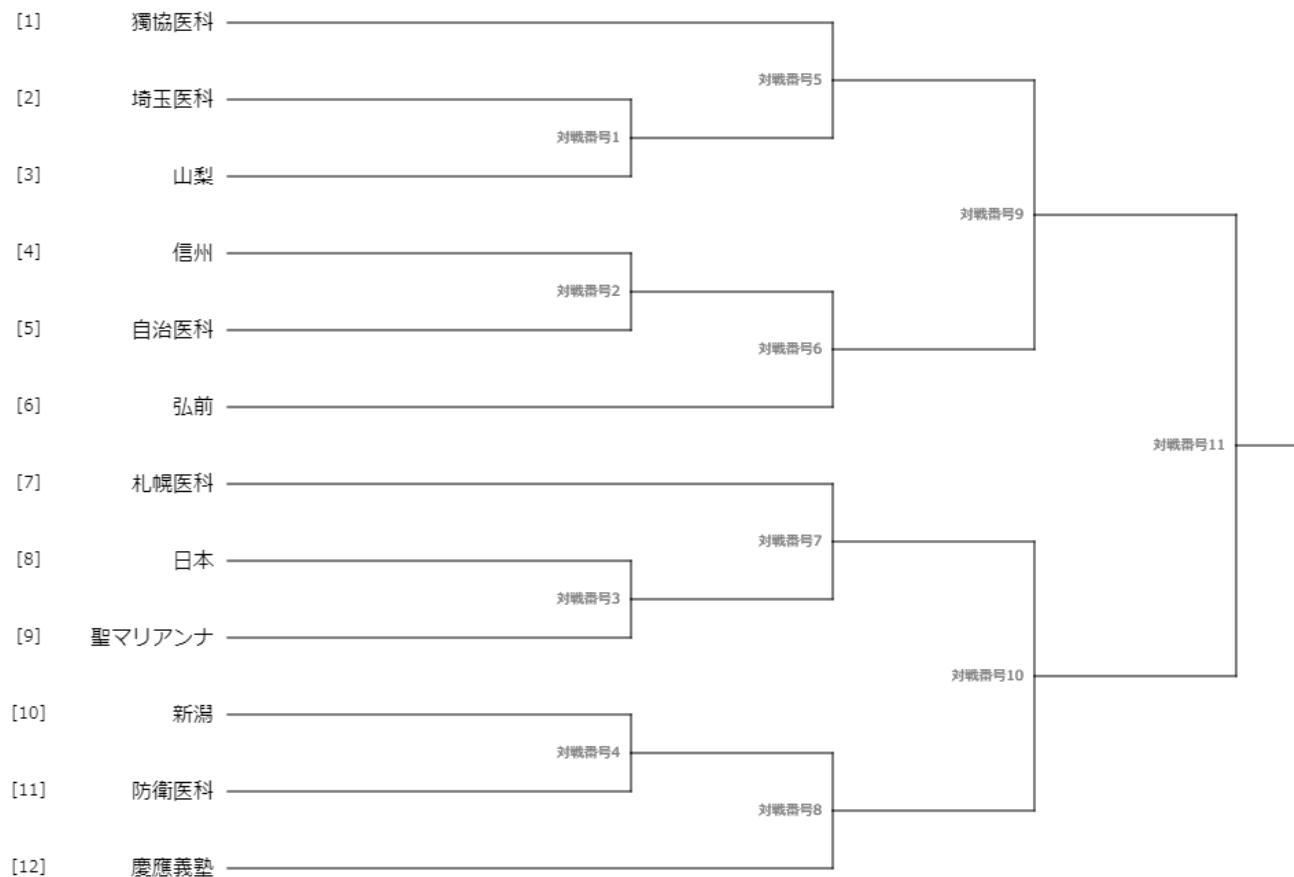 [1] 獨協医科
対戦番号5
[2] 埼玉医科
対戦番号1
[3] 山梨
対戦番号9
[4] 信州
対戦番号2
[5] 自治医科
対戦番号6
[6] 弘前
対戦番号11
[7] 札幌医科
対戦番号7
[8] 日本
対戦番号3
[9] 聖マリアンナ
対戦番号10
[10] 新潟
対戦番号4
[11] 防衛医科
対戦番号8
[12] 慶應義塾